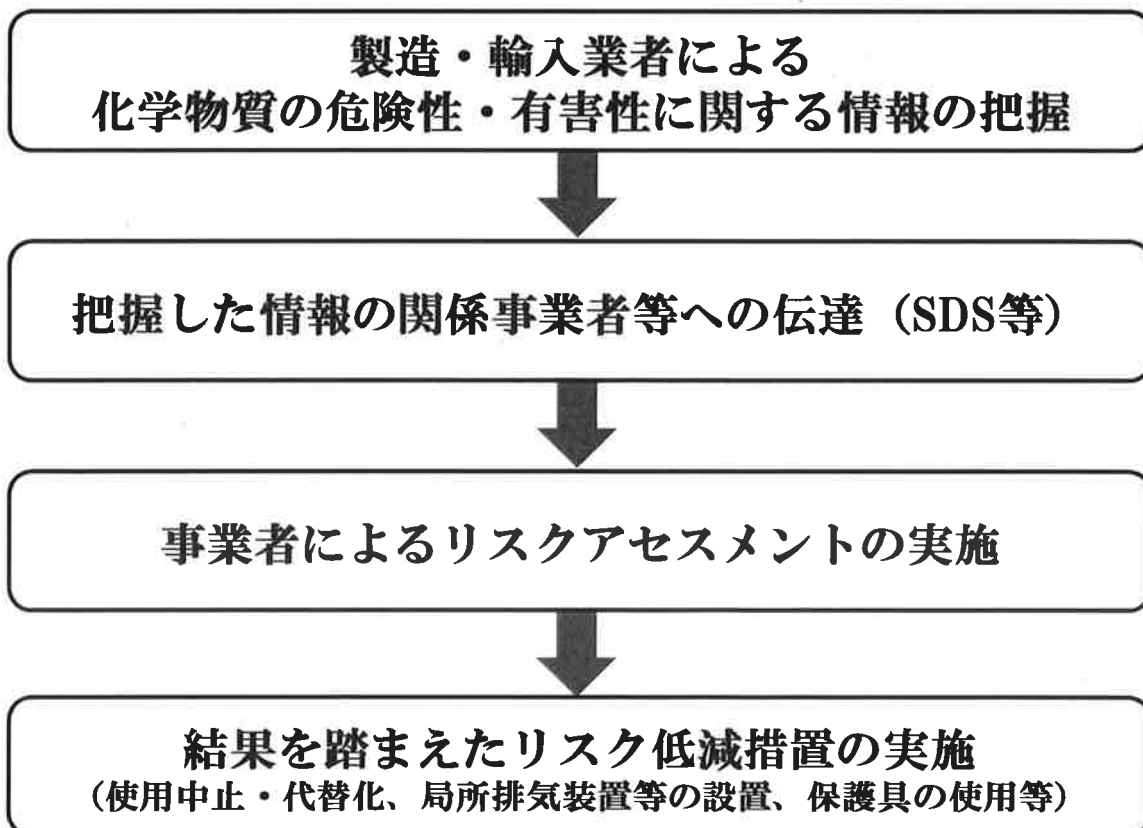 製造・輸入業者による
化学物質の危険性・有害性に関する情報の把握
把握した情報の関係事業者等への伝達（SDS等）
事業者によるリスクアセスメントの実施
結果を踏まえたリスク低減措置の実施
（使用中止・代替化、局所排気装置等の設置、保護具の使用等）